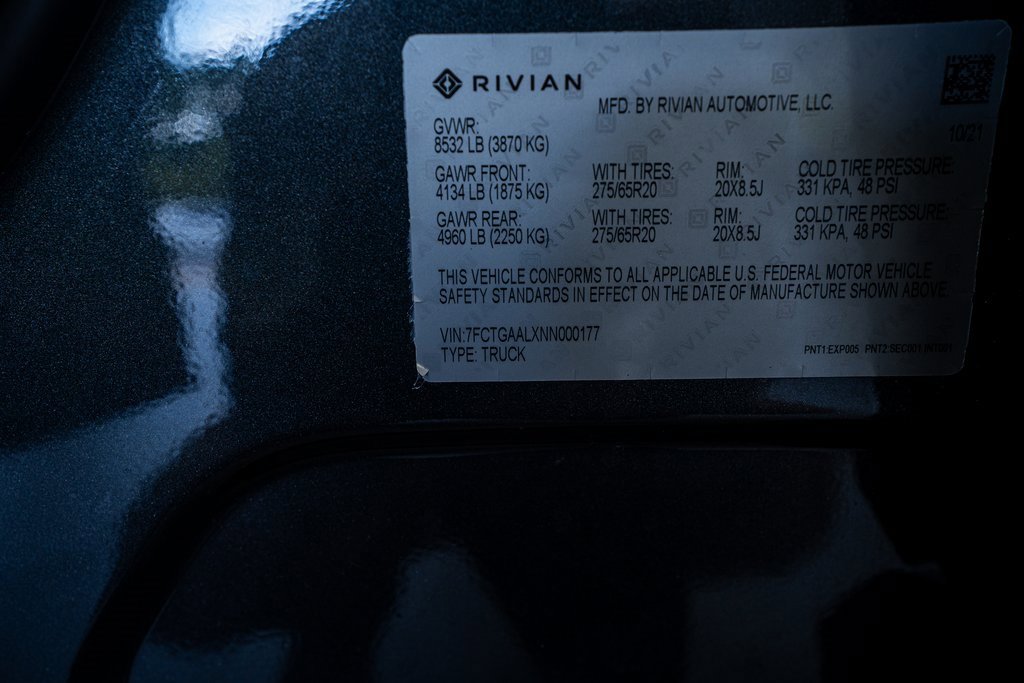 RIVIAN
MFD. BY RIVIAN AUTOMOTIVE, LLC.
10/21
GVWR:
8532 LB (3870 KG)
GAWR FRONT: WITH TIRES: RIM: COLD TIRE PRESSURE:
4134 LB (1875 KG) 275/65R20 20X8.5J 331 KPA, 48 PSI
GAWR REAR: WITH TIRES: RIM: COLD TIRE PRESSURE:
4960 LB (2250 KG) 275/65R20 20X8.5J 331 KPA, 48 PSI
THIS VEHICLE CONFORMS TO ALL APPLICABLE U.S. FEDERAL MOTOR VEHICLE
SAFETY STANDARDS IN EFFECT ON THE DATE OF MANUFACTURE SHOWN ABOVE.
VIN:7FCTGAALXNN000177
TYPE: TRUCK
PNT1:EXP005 PNT2:SEC001,INT001